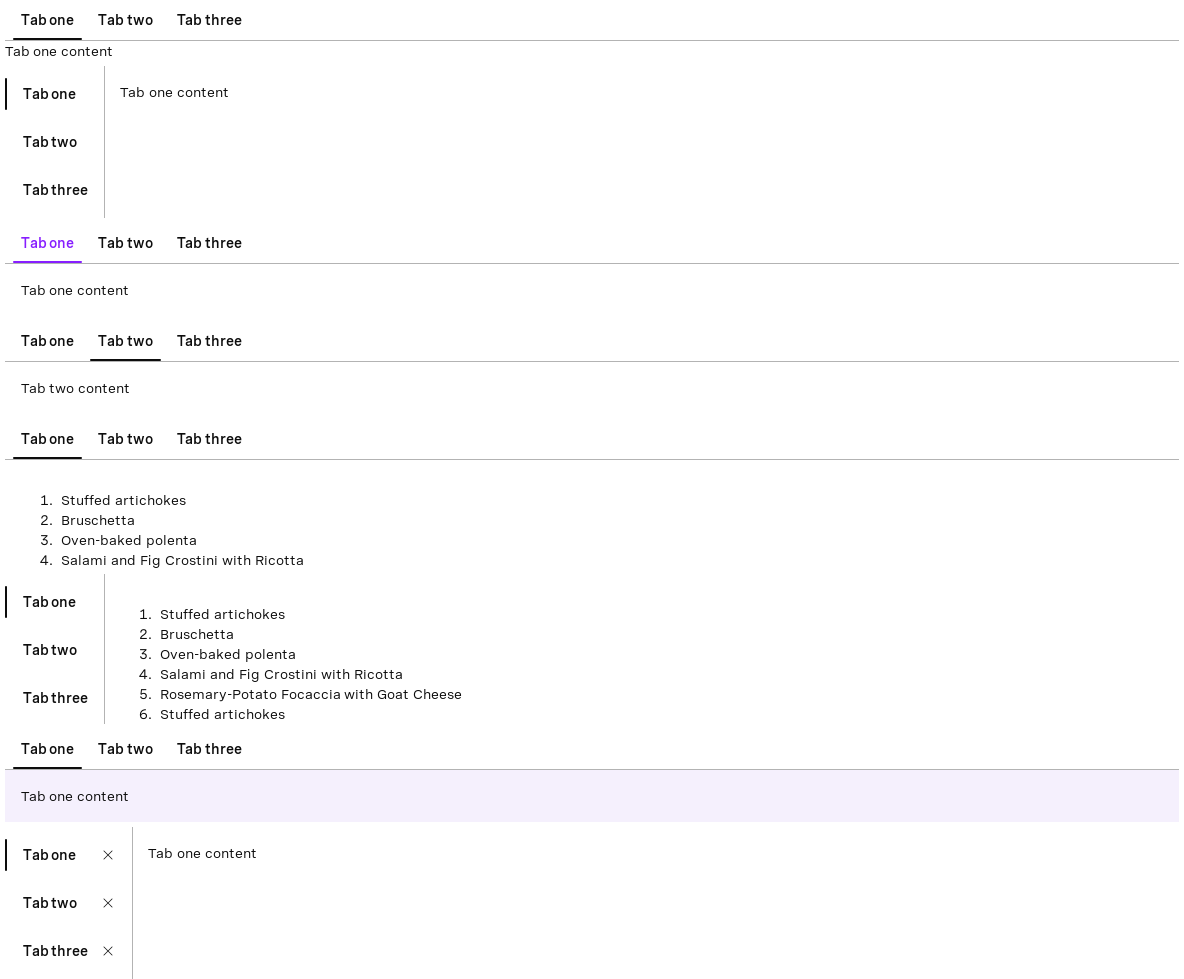 Tab one Tab two Tab three
Tab one content
Tab one Tab one content
Tab two
Tab three
Tab one Tab two Tab three
Tab one content
Tab one Tab two Tab three
Tab two content
Tab one Tab two Tab three
1. Stuffed artichokes
2. Bruschetta
3. Oven-baked polenta
4. Salami and Fig Crostini with Ricotta
Tab one
Tab two
Tab three
1. Stuffed artichokes
2. Bruschetta
3. Oven-baked polenta
4. Salami and Fig Crostini with Ricotta
5. Rosemary-Potato Focaccia with Goat Cheese
6. Stuffed artichokes
Tab one Tab two Tab three
Tab one content
Tab one Tab one content
Tab two
Tab three